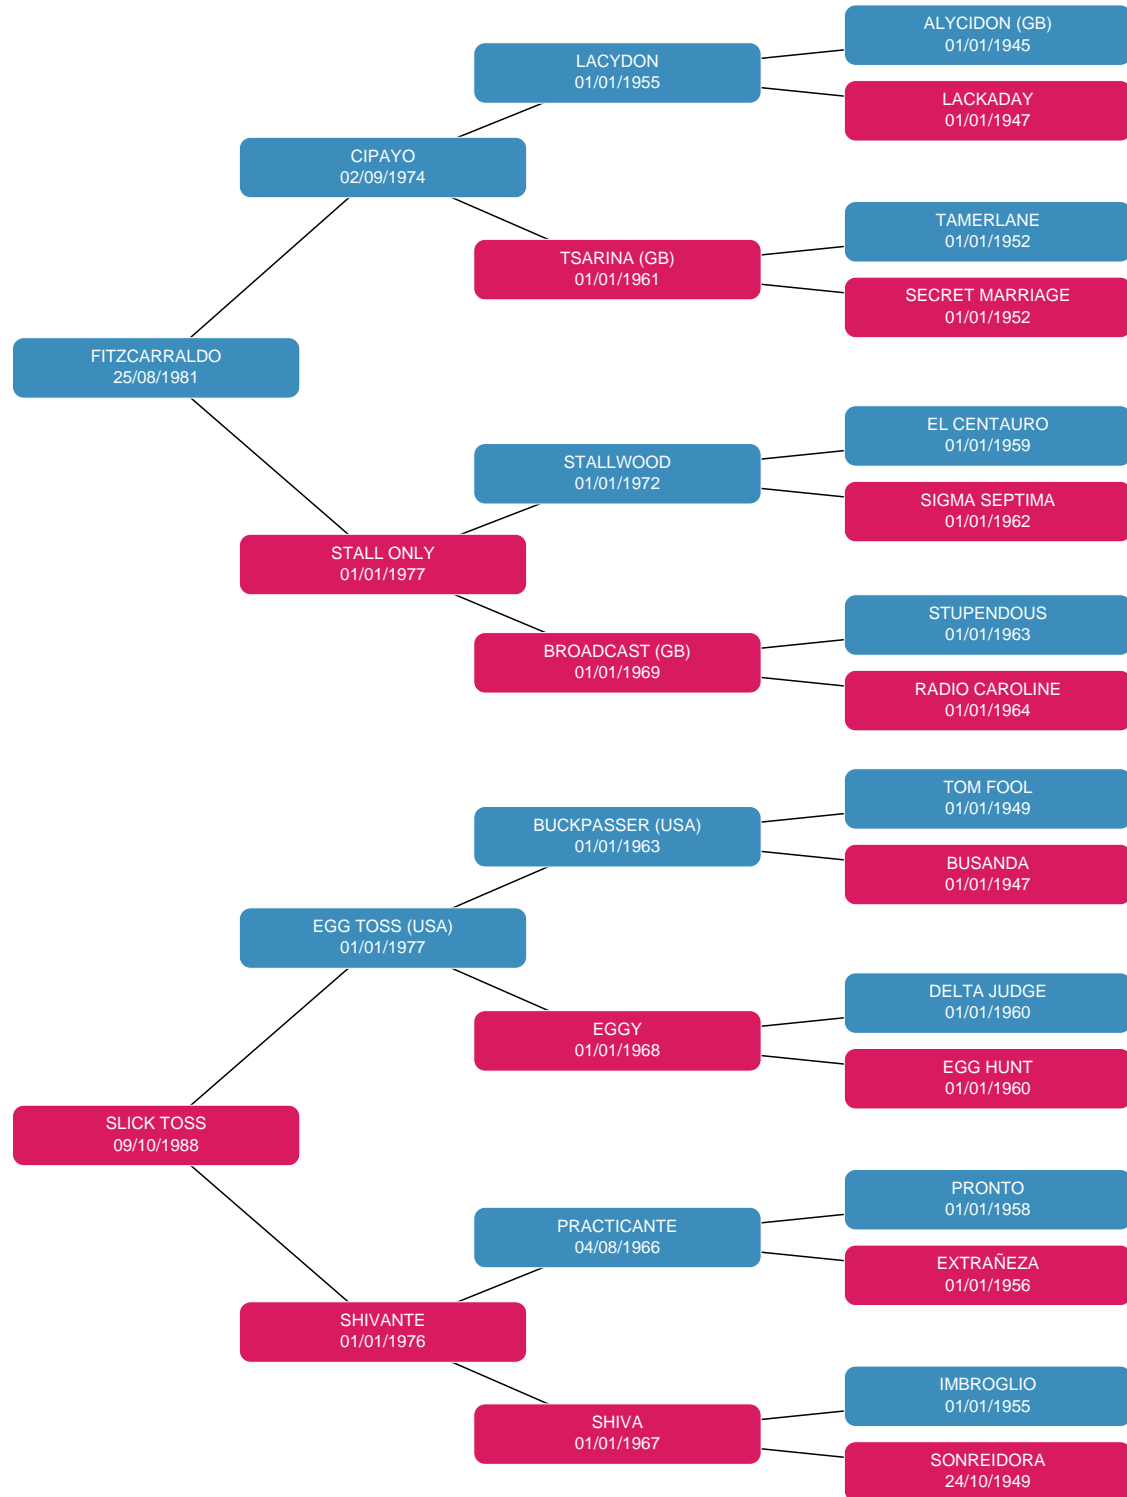 ALYCIDON (GB)
01/01/1945
LACYDON
01/01/1955
LACKADAY
01/01/1947
CIPAYO
02/09/1974
TAMERLANE
01/01/1952
TSARINA (GB)
01/01/1961
SECRET MARRIAGE
01/01/1952
FITZCARRALDO
25/08/1981
EL CENTAURO
01/01/1959
STALLWOOD
01/01/1972
SIGMA SEPTIMA
01/01/1962
STALL ONLY
01/01/1977
STUPENDOUS
01/01/1963
BROADCAST (GB)
01/01/1969
RADIO CAROLINE
01/01/1964
TOM FOOL
01/01/1949
BUCKPASSER (USA)
01/01/1963
BUSANDA
01/01/1947
EGG TOSS (USA)
01/01/1977
DELTA JUDGE
01/01/1960
EGGY
01/01/1968
EGG HUNT
01/01/1960
SLICK TOSS
09/10/1988
PRONTO
01/01/1958
PRACTICANTE
04/08/1966
EXTRAÑEZA
01/01/1956
SHIVANTE
01/01/1976
IMBROGLIO
01/01/1955
SHIVA
01/01/1967
SONREIDORA
24/10/1949